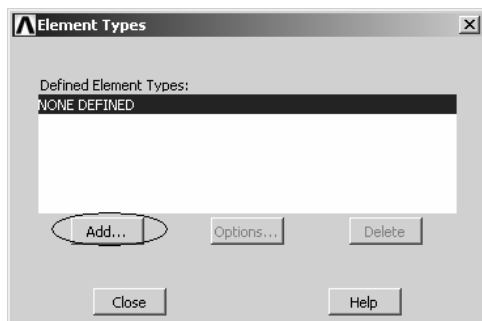 Element Types
Defined Element Types:
NONE DEFINED
Add... Options... Delete
Close Help